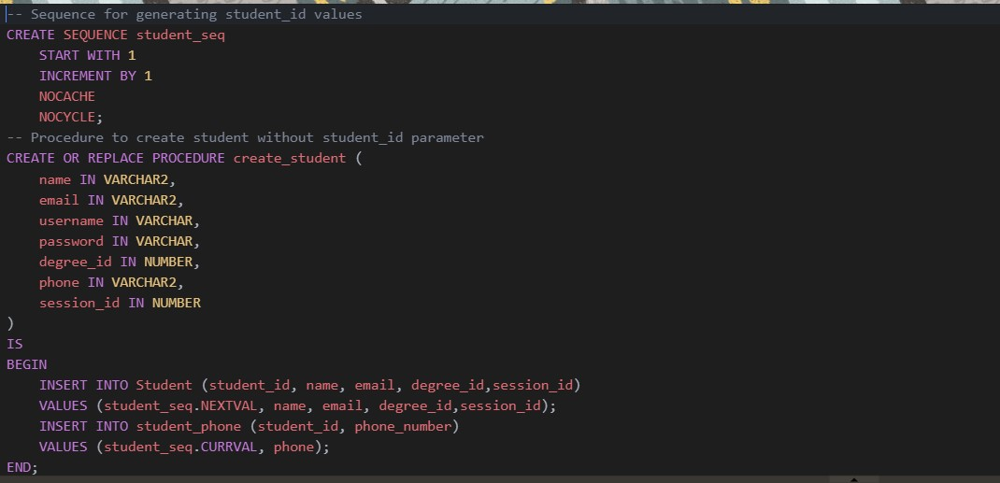 -- Sequence for generating student_id values
CREATE SEQUENCE student_seq
    START WITH 1
    INCREMENT BY 1
    NOCACHE
    NOCYCLE;
-- Procedure to create student without student_id parameter
CREATE OR REPLACE PROCEDURE create_student (
    name IN VARCHAR2,
    email IN VARCHAR2,
    username IN VARCHAR,
    password IN VARCHAR,
    degree_id IN NUMBER,
    phone IN VARCHAR2,
    session_id IN NUMBER
)
IS
BEGIN
    INSERT INTO Student (student_id, name, email, degree_id,session_id)
    VALUES (student_seq.NEXTVAL, name, email, degree_id,session_id);
    INSERT INTO student_phone (student_id, phone_number)
    VALUES (student_seq.CURRVAL, phone);
END;